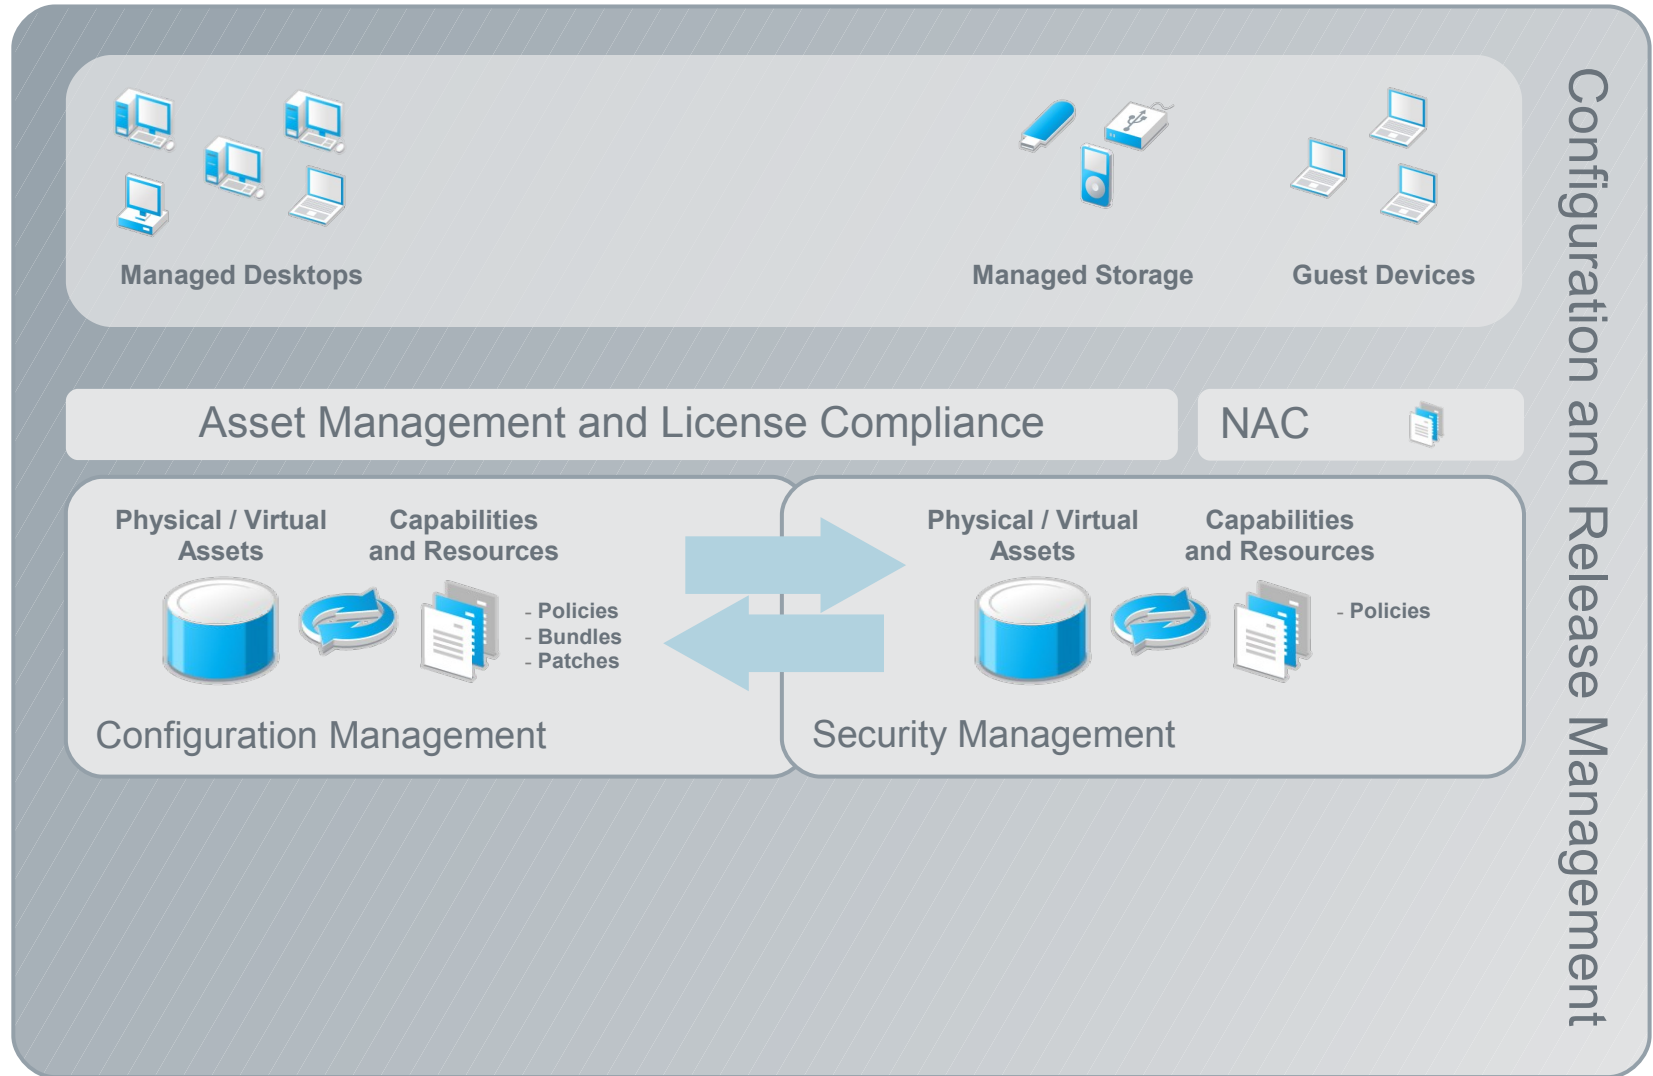 Managed Desktops
Managed Storage
Guest Devices
Asset Management and License Compliance
NAC
Physical / Virtual
Assets
Capabilities
and Resources
- Policies
- Bundles
- Patches
Configuration Management
Physical / Virtual
Assets
Capabilities
and Resources
- Policies
Security Management
Configuration and Release Management